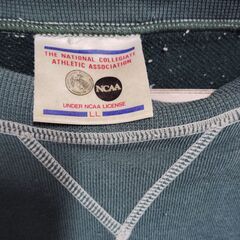 THE NATIONAL COLLEGIATE
ATHLETIC ASSOCIATION
NCAA
UNDER NCAA LICENSE
LL